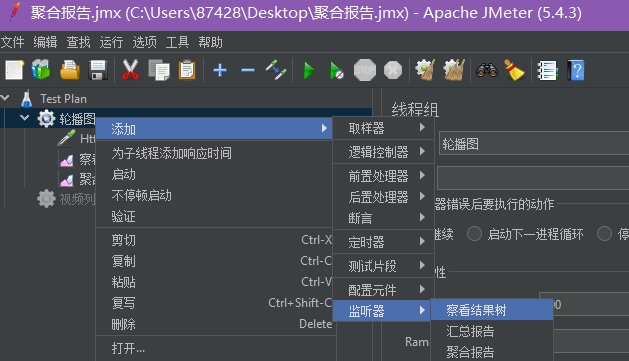 聚合报告.jmx (C:\Users\87428\Desktop\聚合报告.jmx) - Apache JMeter (5.4.3)
文件 编辑 查找 运行 选项 工具 帮助
Test Plan
轮播图
Htt
察看
聚合
视频列
添加
为子线程添加响应时间
启动
不停顿启动
验证
剪切 Ctrl-X
复制 Ctrl-C
粘贴 Ctrl-V
复写 Ctrl+Shift-C
删除 Delete
打开...
取样器
逻辑控制器
前置处理器
后置处理器
断言
定时器
测试片段
配置元件
监听器
察看结果树
汇总报告
聚合报告
线程组
轮播图
器错误后要执行的动作
继续 启动下一进程循环 停
性
00
Ram